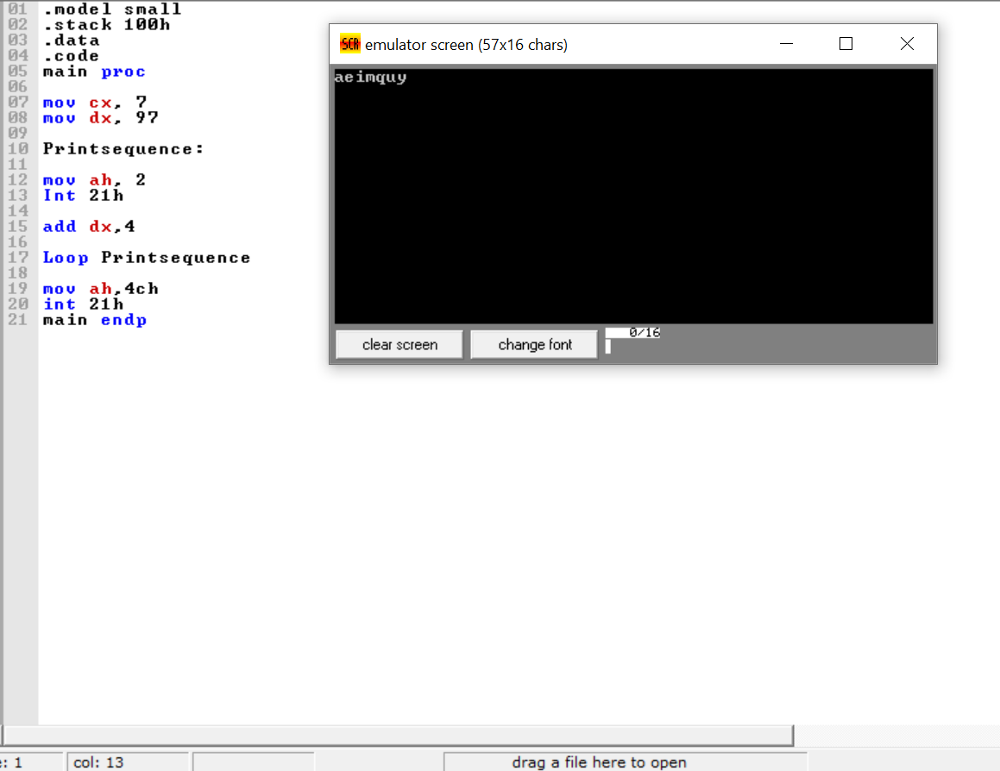 01 .model small
02 .stack 100h
03 .data
04 .code
05 main proc
06
07 mov cx, 7
08 mov dx, 97
09
10 Printsequence:
11
12 mov ah, 2
13 Int 21h
14
15 add dx,4
16
17 Loop Printsequence
18
19 mov ah,4ch
20 int 21h
21 main endp
SCR emulator screen (57x16 chars)
aeimquy
clear screen change font 0/16
e: 1 col: 13 drag a file here to open